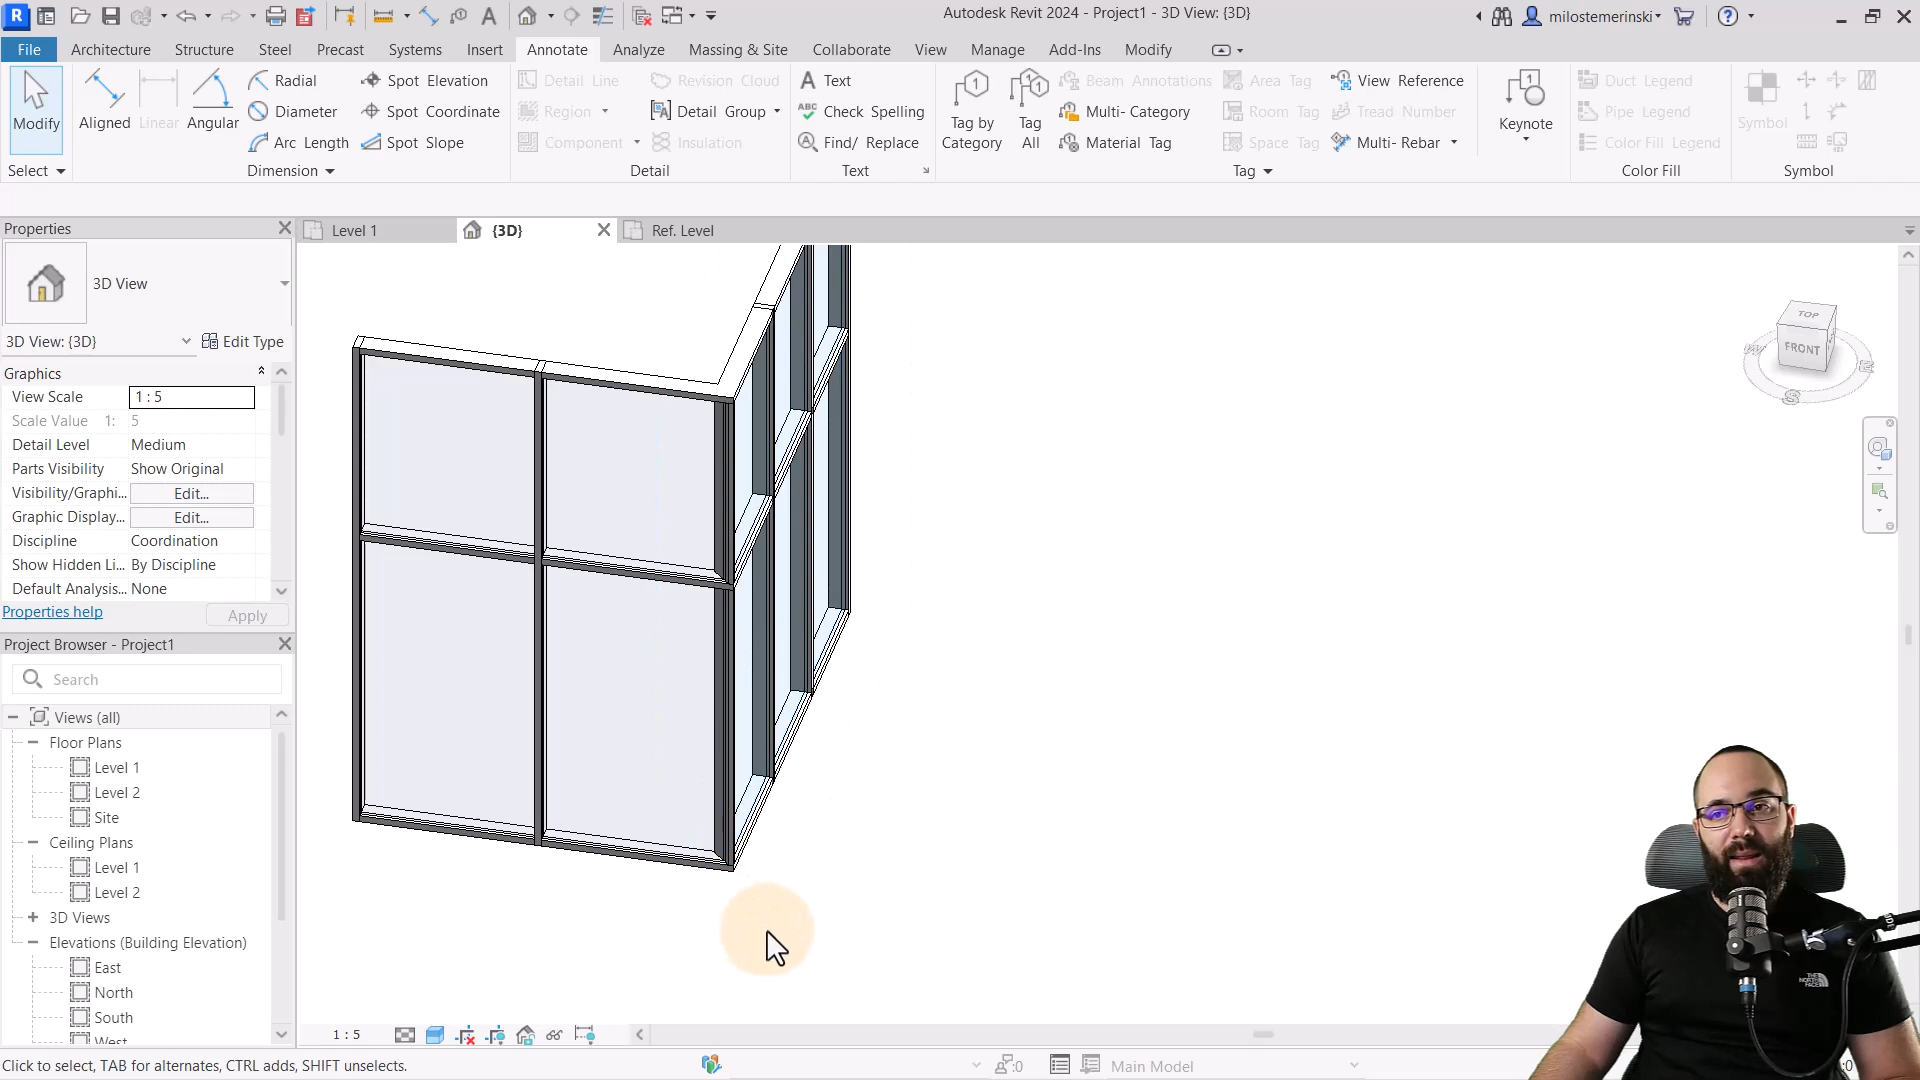 R
Autodesk Revit 2024 - Project1 - 3D View: {3D}
milostemerinski
File
Architecture
Structure
Steel
Precast
Systems
Insert
Annotate
Analyze
Massing & Site
Collaborate
View
Manage
Add-Ins
Modify
Modify
Aligned
Linear
Angular
Radial
Diameter
Arc Length
Spot Elevation
Spot Coordinate
Spot Slope
Detail Line
Region
Component
Revision Cloud
Detail Group
Insulation
A Text
ABC Check Spelling
Find/ Replace
Tag by
Category
Tag
All
Beam Annotations
Multi- Category
Material Tag
Area Tag
Room Tag
Space Tag
View Reference
Tread Number
Multi- Rebar
Keynote
Duct Legend
Pipe Legend
Color Fill Legend
Symbol
Select
Dimension
Detail
Text
Tag
Color Fill
Symbol
Properties
Level 1
{3D}
Ref. Level
3D View
3D View: {3D}
Edit Type
Graphics
View Scale 1 : 5
Scale Value 1: 5
Detail Level Medium
Parts Visibility Show Original
Visibility/Graphi... Edit...
Graphic Display... Edit...
Discipline Coordination
Show Hidden Li... By Discipline
Default Analysis... None
Properties help
Apply
Project Browser - Project1
Search
Views (all)
Floor Plans
Level 1
Level 2
Site
Ceiling Plans
Level 1
Level 2
3D Views
Elevations (Building Elevation)
East
North
South
West
TOP
FRONT
W
E
S
1 : 5
Click to select, TAB for alternates, CTRL adds, SHIFT unselects.
:0
Main Model
:0
THE
NORTH
FACE